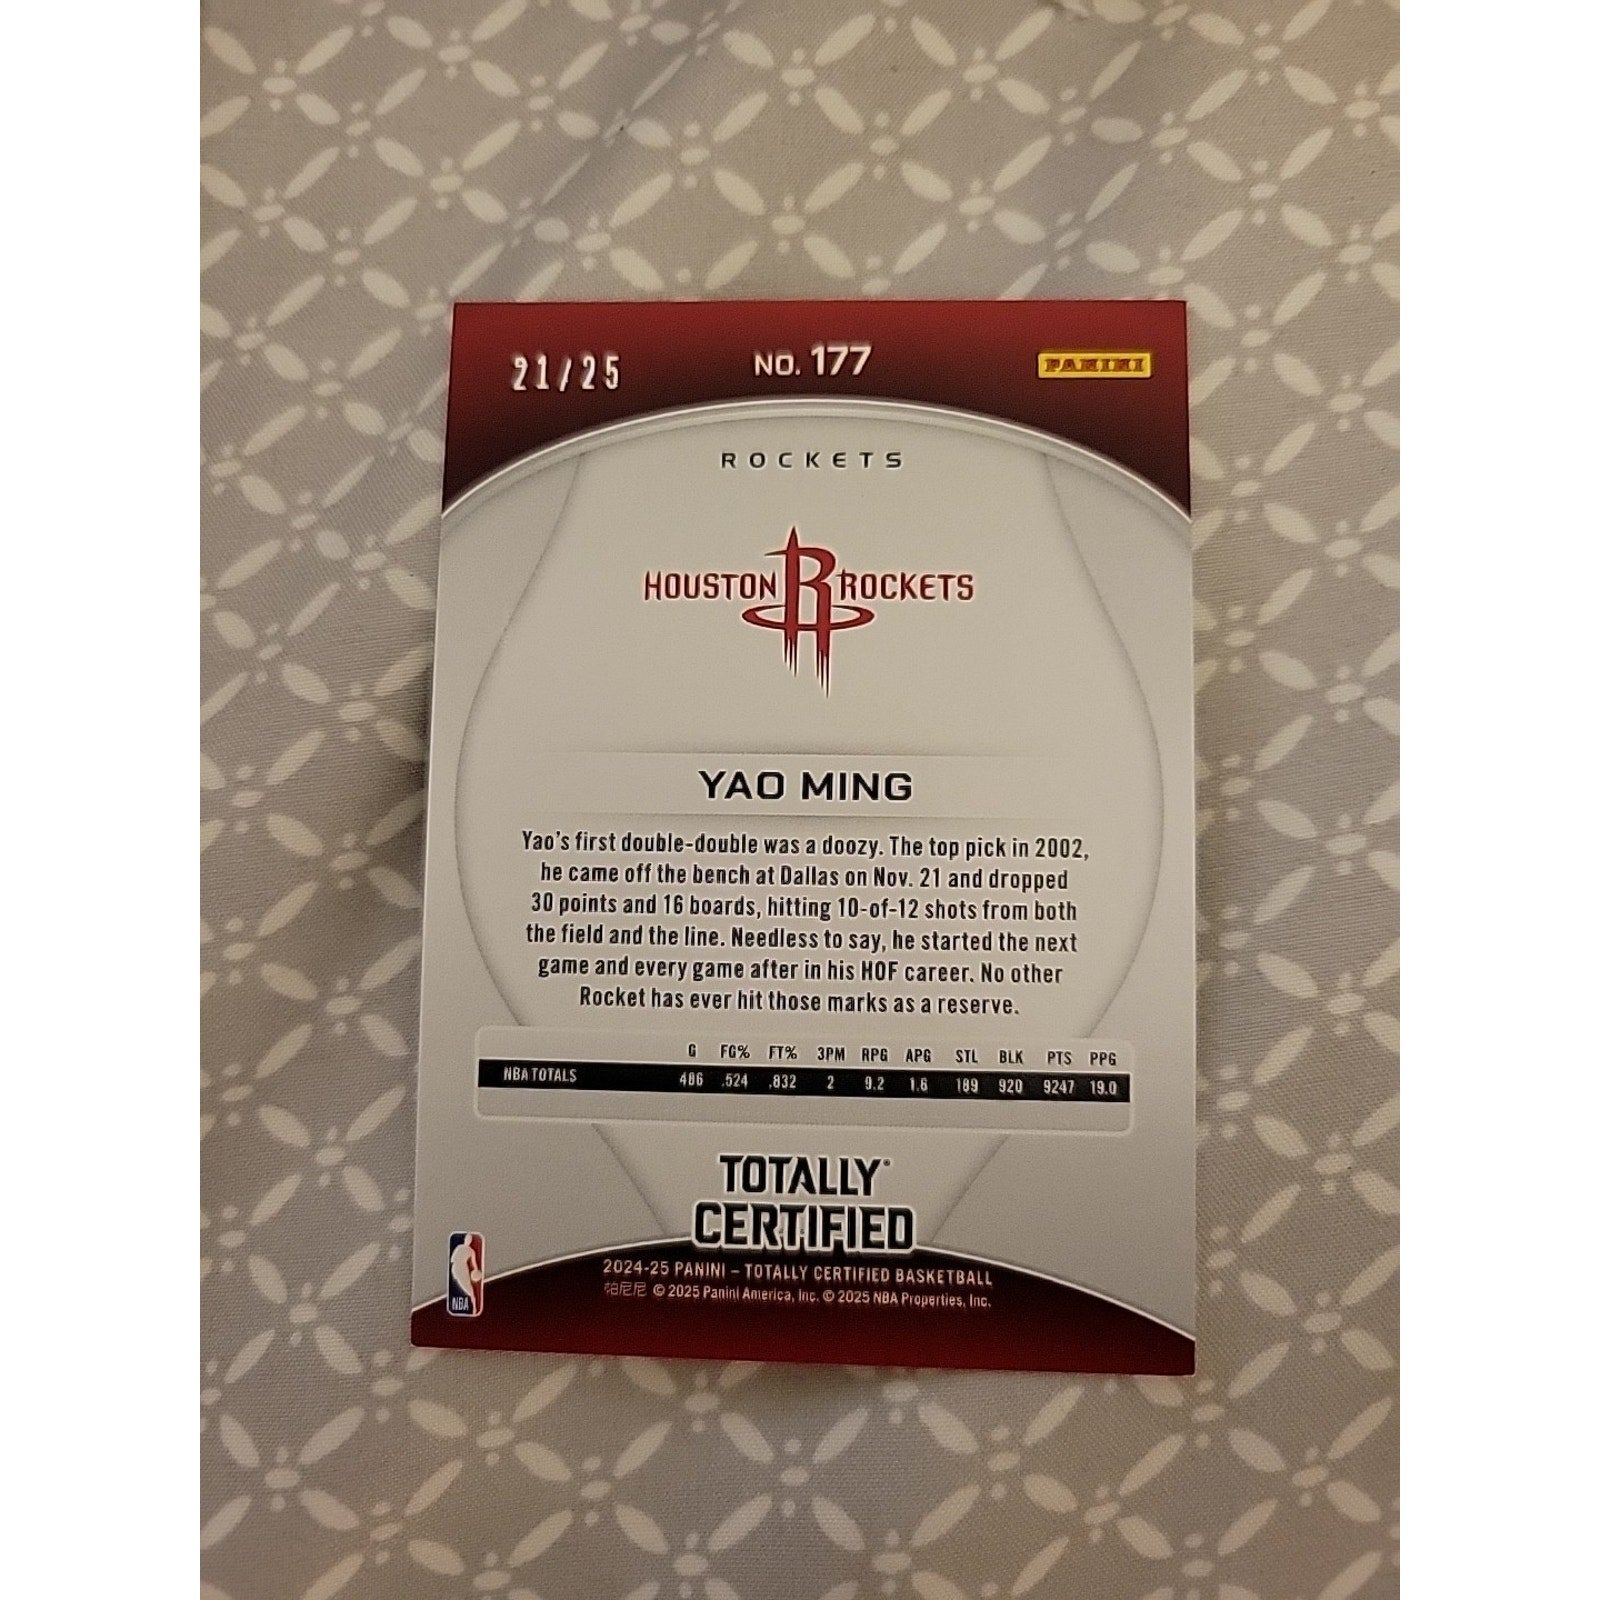 21/25
NO. 177
PANINI
ROCKETS
HOUSTON R ROCKETS
YAO MING
Yao's first double-double was a doozy. The top pick in 2002,
he came off the bench at Dallas on Nov. 21 and dropped
30 points and 16 boards, hitting 10-of-12 shots from both
the field and the line. Needless to say, he started the next
game and every game after in his HOF career. No other
Rocket has ever hit those marks as a reserve.
G FG% FT% 3PM RPG APG STL BLK PTS PPG
NBA TOTALS 486 .524 .832 2 9.2 1.6 189 920 9247 19.0
TOTALLY®
CERTIFIED
2024-25 PANINI – TOTALLY CERTIFIED BASKETBALL
帕尼尼 © 2025 Panini America, Inc. © 2025 NBA Properties, Inc.
NBA